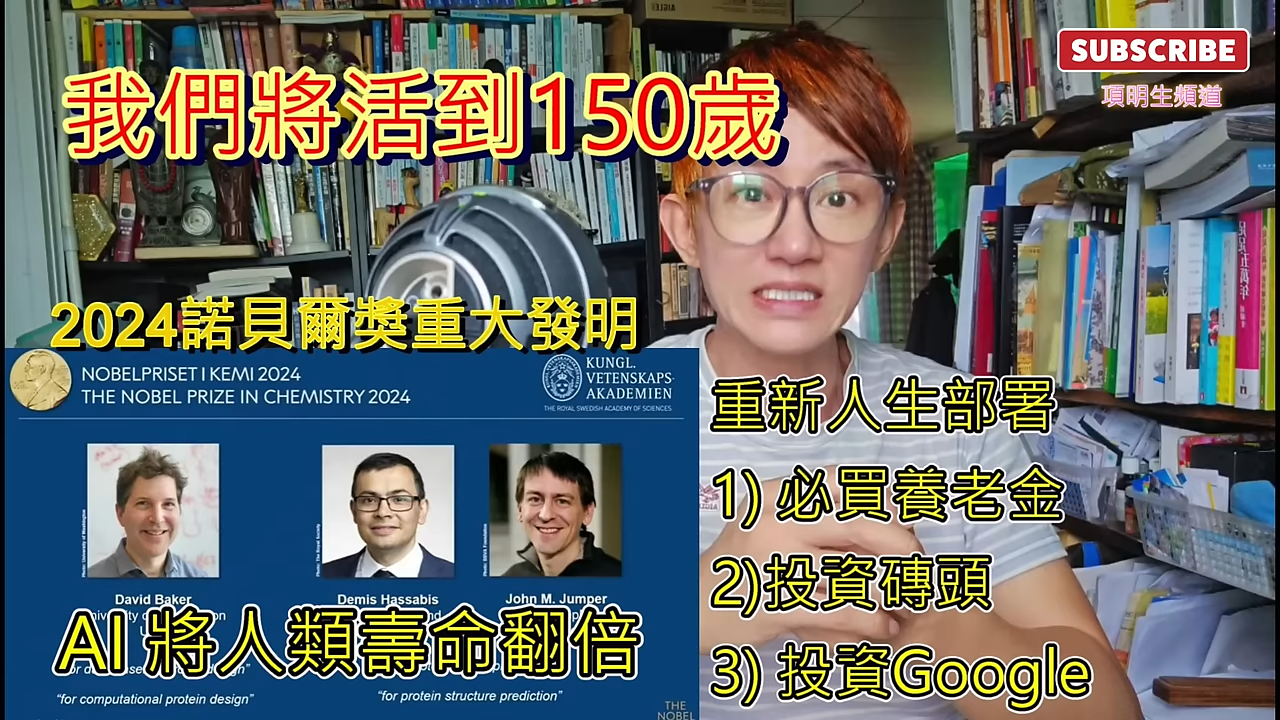 SUBSCRIBE
項明生頻道
我們將活到150歲
2024諾貝爾獎重大發明
NOBELPRISET I KEMI 2024
THE NOBEL PRIZE IN CHEMISTRY 2024
KUNGL.
VETENSKAPS-
AKADEMIEN
THE ROYAL SWEDISH ACADEMY OF SCIENCES
David Baker
Demis Hassabis
John M. Jumper
AI 將人類壽命翻倍
“for computational protein design”
“for protein structure prediction”
THE
NOBEL
重新人生部署
1) 必買養老金
2)投資磚頭
3) 投資Google